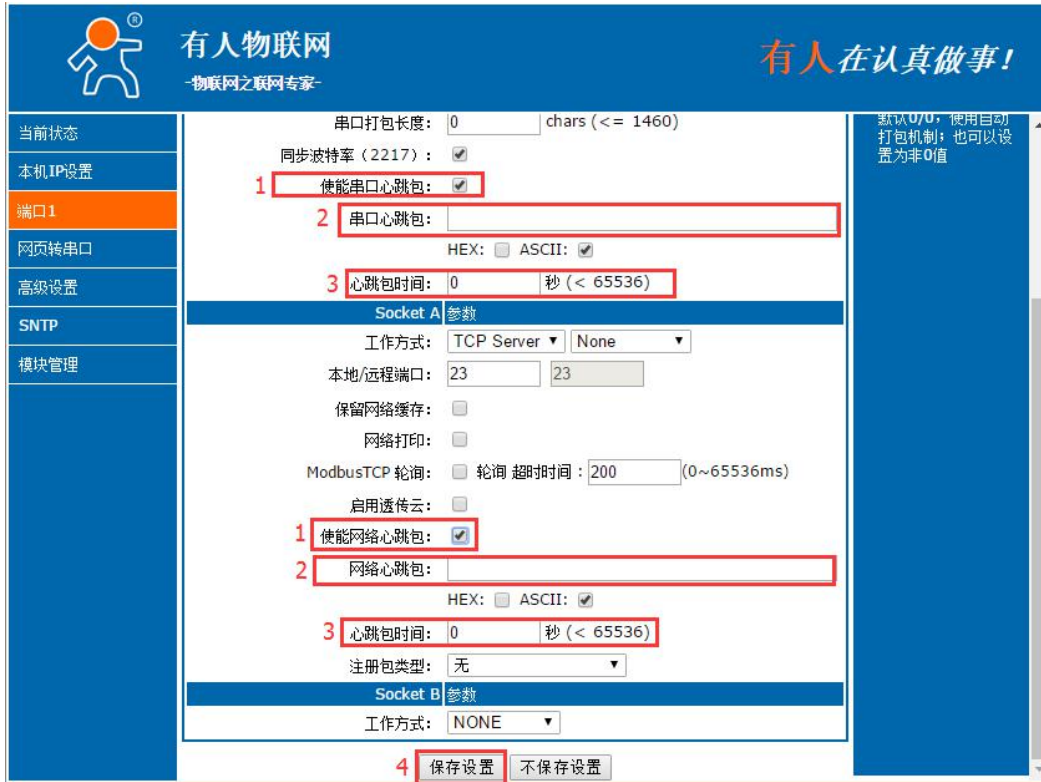 ®
有人物联网
-物联网之联网专家-
有人在认真做事!
当前状态
本机IP设置
端口1
网页转串口
高级设置
SNTP
模块管理
串口打包长度: 0 chars (<= 1460)
同步波特率（2217）:
1 使能串口心跳包:
2 串口心跳包:
HEX: ASCII:
3 心跳包时间: 0 秒 (< 65536)
Socket A 参数
工作方式: TCP Server None
本地/远程端口: 23 23
保留网络缓存:
网络打印:
ModbusTCP 轮询: 轮询 超时时间 : 200 (0~65536ms)
启用透传云:
1 使能网络心跳包:
2 网络心跳包:
HEX: ASCII:
3 心跳包时间: 0 秒 (< 65536)
注册包类型: 无
Socket B 参数
工作方式: NONE
4 保存设置 不保存设置
默认0/0；使用自动
打包机制；也可以设
置为非0值